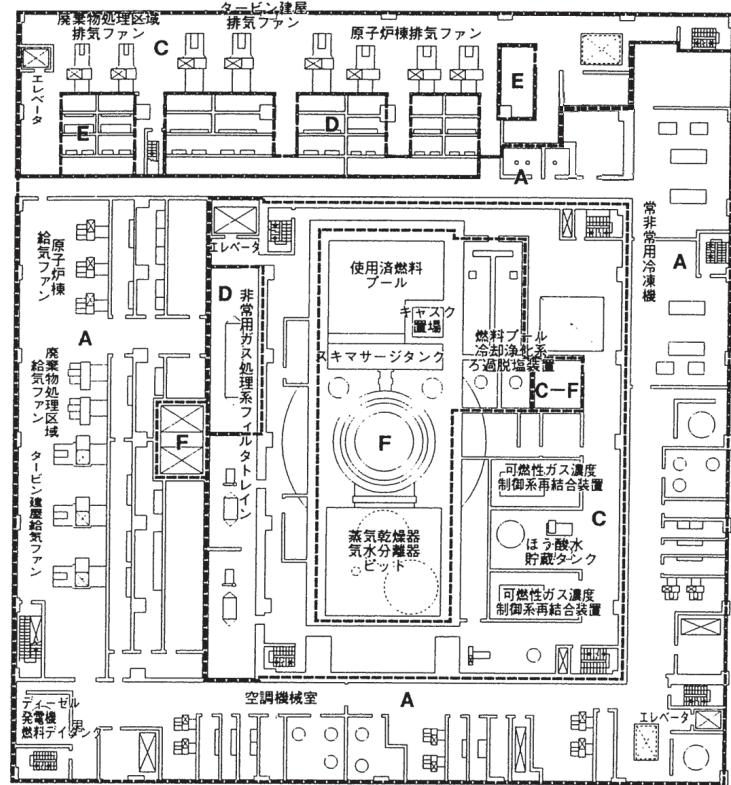 廃棄物処理区域
排気ファン
タービン建屋
排気ファン
原子炉棟排気ファン
C
エレベータ
E
E
D
A
エレベータ
原子炉棟
給気ファン
A
廃棄物処理区域
給気ファン
タービン建屋給気ファン
F
D
非常用ガス処理系フィルタトレイン
使用済燃料
プール
キャスク
置場
スキマサージタンク
燃料プール
冷却浄化系
ろ過脱塩装置
C－F
F
常非常用冷凍機
A
可燃性ガス濃度
制御系再結合装置
C
ほう酸水
貯蔵タンク
可燃性ガス濃度
制御系再結合装置
蒸気乾燥器
気水分離器
ピット
空調機械室
A
ディーゼル
発電機
燃料デイタンク
エレベータ